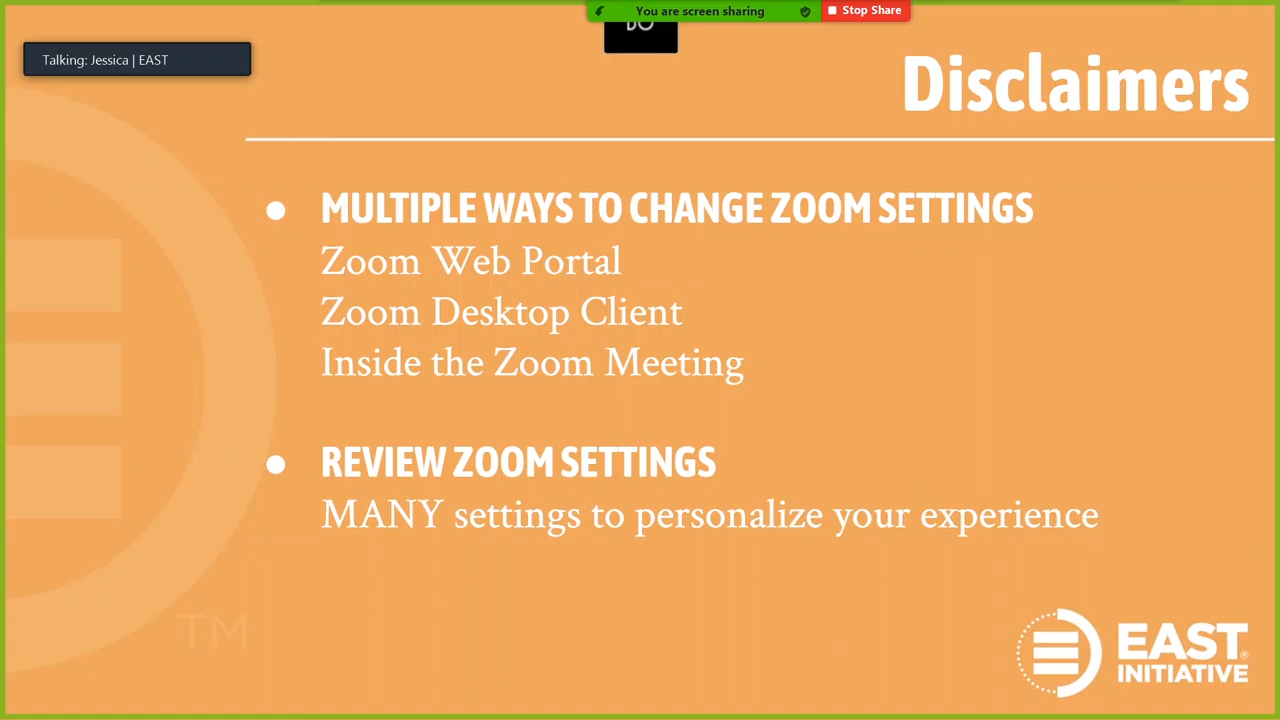 You are screen sharing
Stop Share
Talking: Jessica | EAST
Disclaimers
● MULTIPLE WAYS TO CHANGE ZOOM SETTINGS
Zoom Web Portal
Zoom Desktop Client
Inside the Zoom Meeting
● REVIEW ZOOM SETTINGS
MANY settings to personalize your experience
TM
EAST®
INITIATIVE